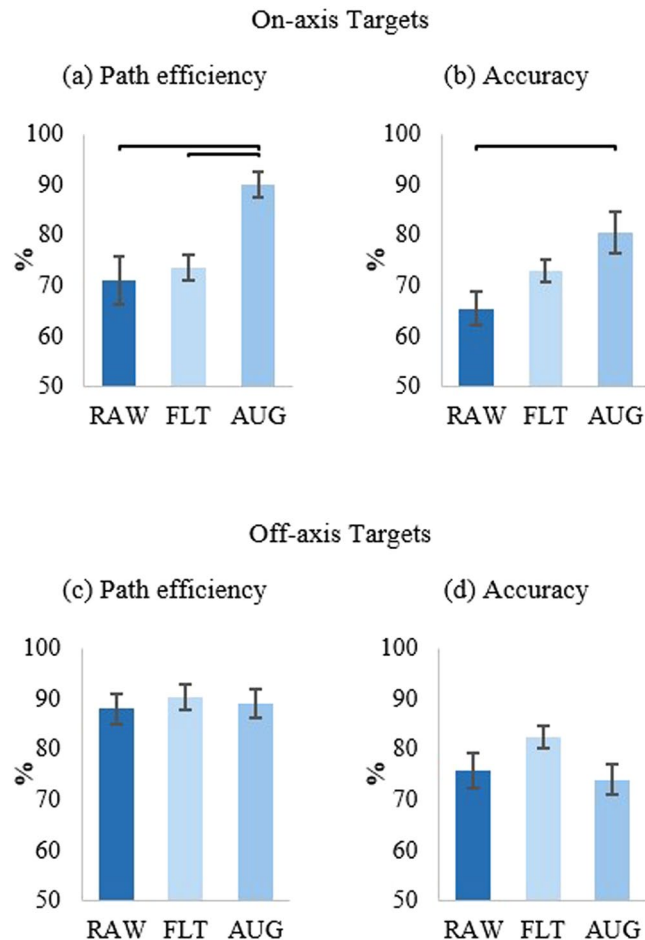 On-axis Targets
(a) Path efficiency
(b) Accuracy
100
90
80
70
60
50
%
RAW FLT AUG
100
90
80
70
60
50
%
RAW FLT AUG
Off-axis Targets
(c) Path efficiency
(d) Accuracy
100
90
80
70
60
50
%
RAW FLT AUG
100
90
80
70
60
50
%
RAW FLT AUG